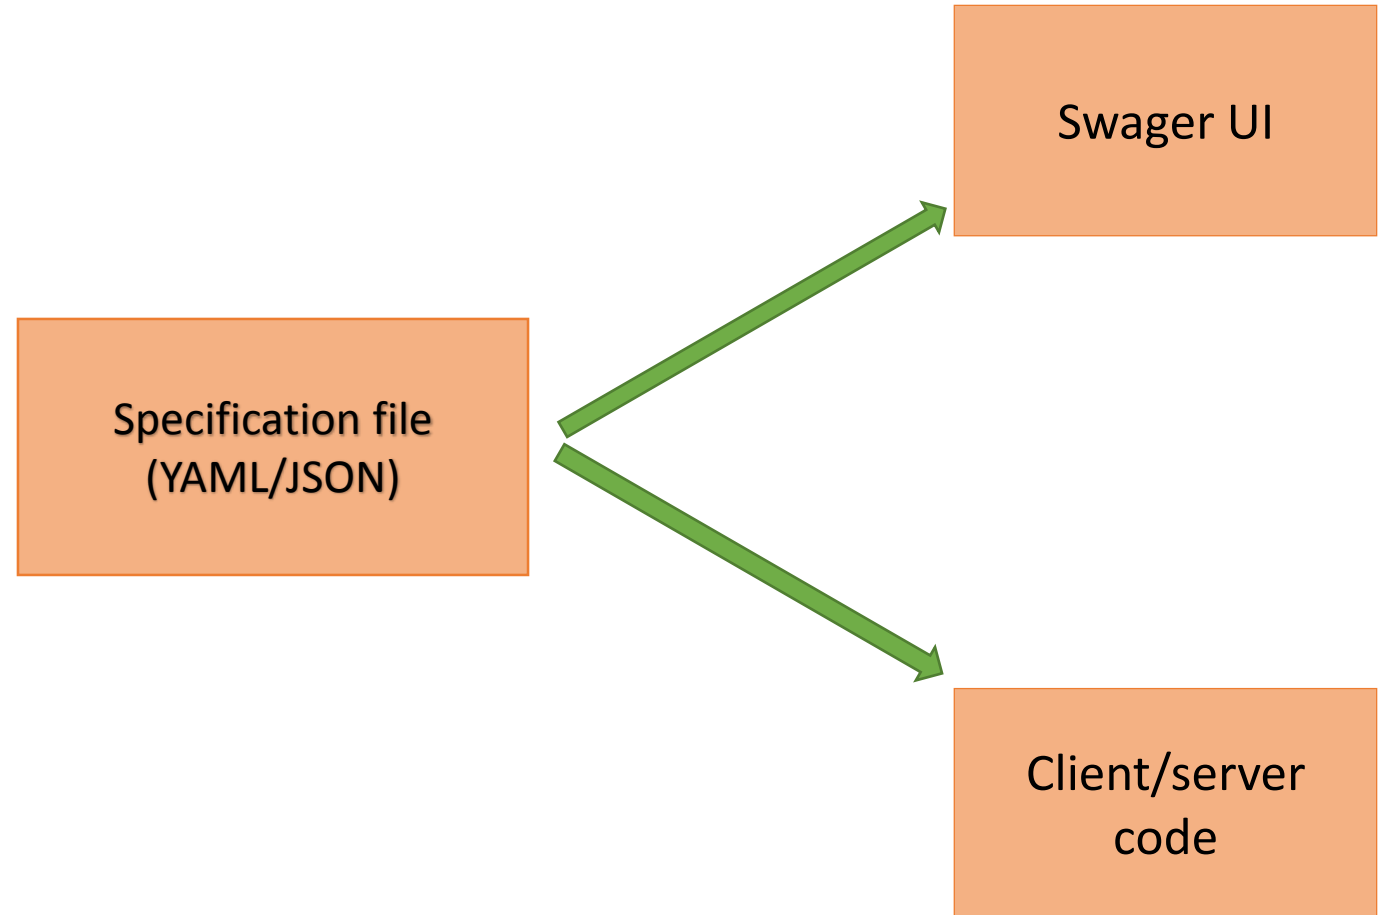 Swager UI
Specification file
(YAML/JSON)
Client/server
code